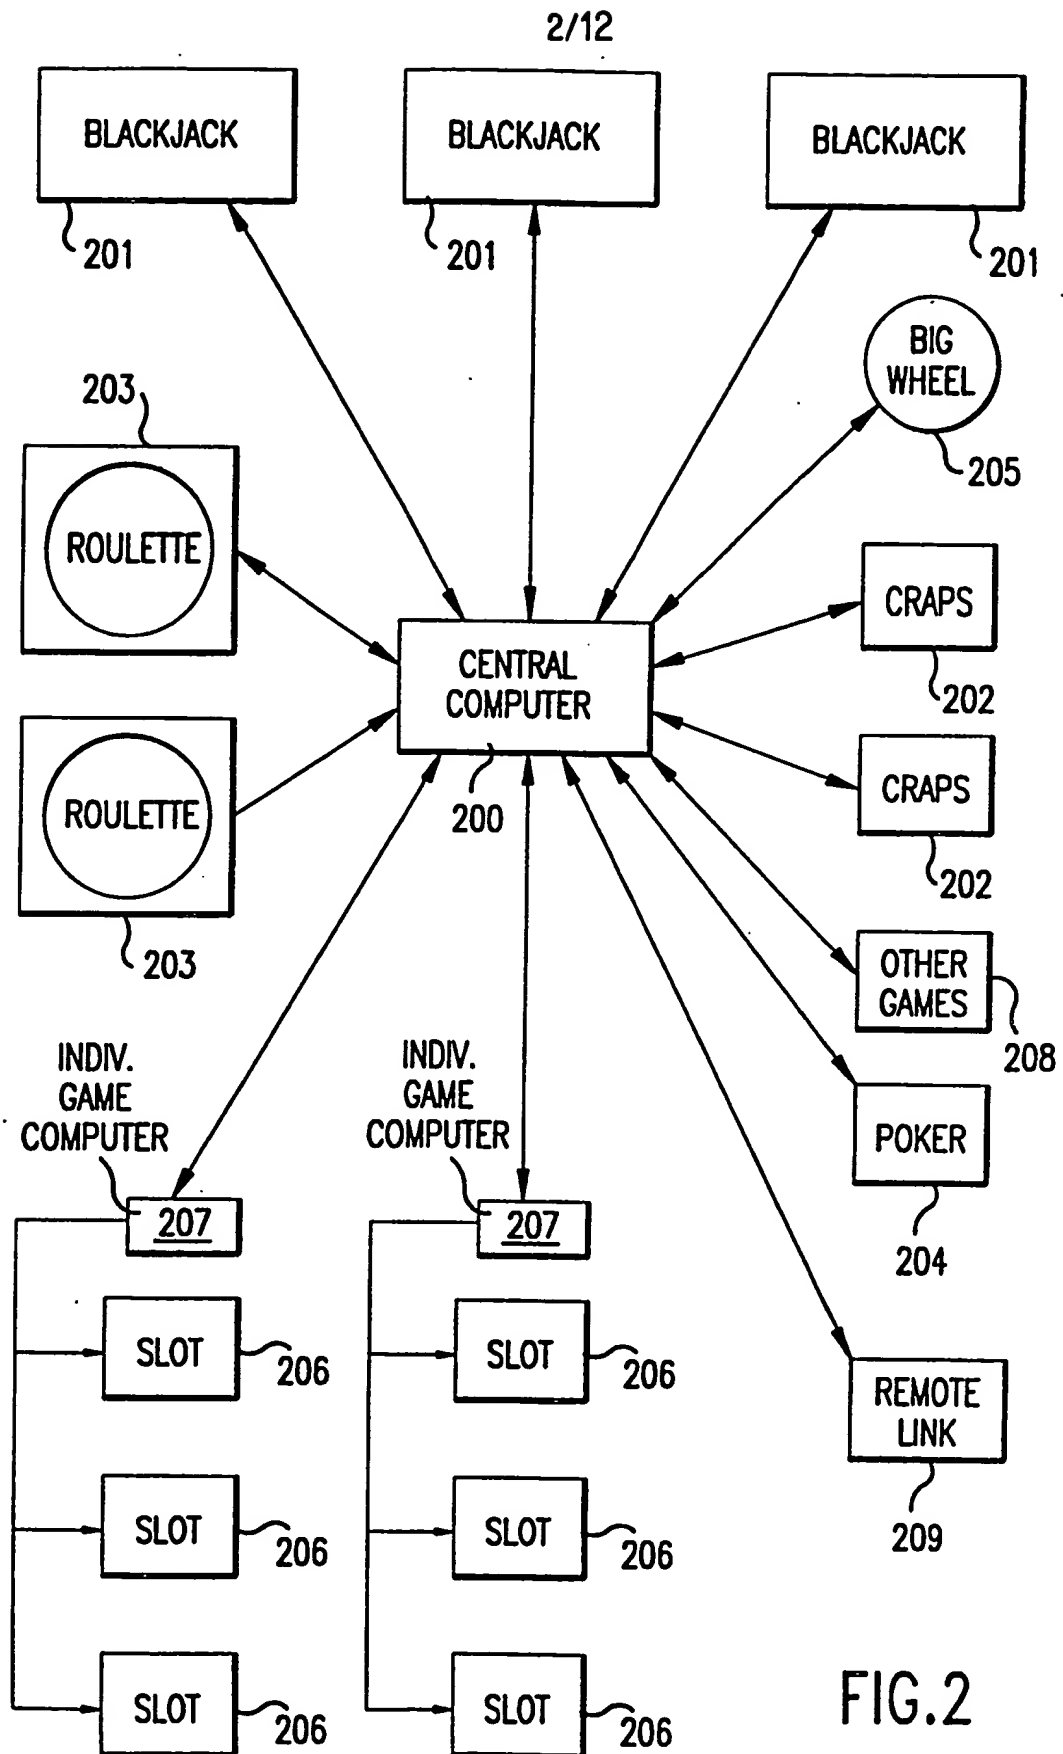 2/12
BLACKJACK
BLACKJACK
BLACKJACK
201
201
201
BIG
WHEEL
205
203
ROULETTE
CRAPS
202
CENTRAL
COMPUTER
200
ROULETTE
203
CRAPS
202
OTHER
GAMES
208
INDIV.
GAME
COMPUTER
207
INDIV.
GAME
COMPUTER
207
POKER
204
SLOT
206
SLOT
206
REMOTE
LINK
209
SLOT
206
SLOT
206
SLOT
206
SLOT
206
FIG.2